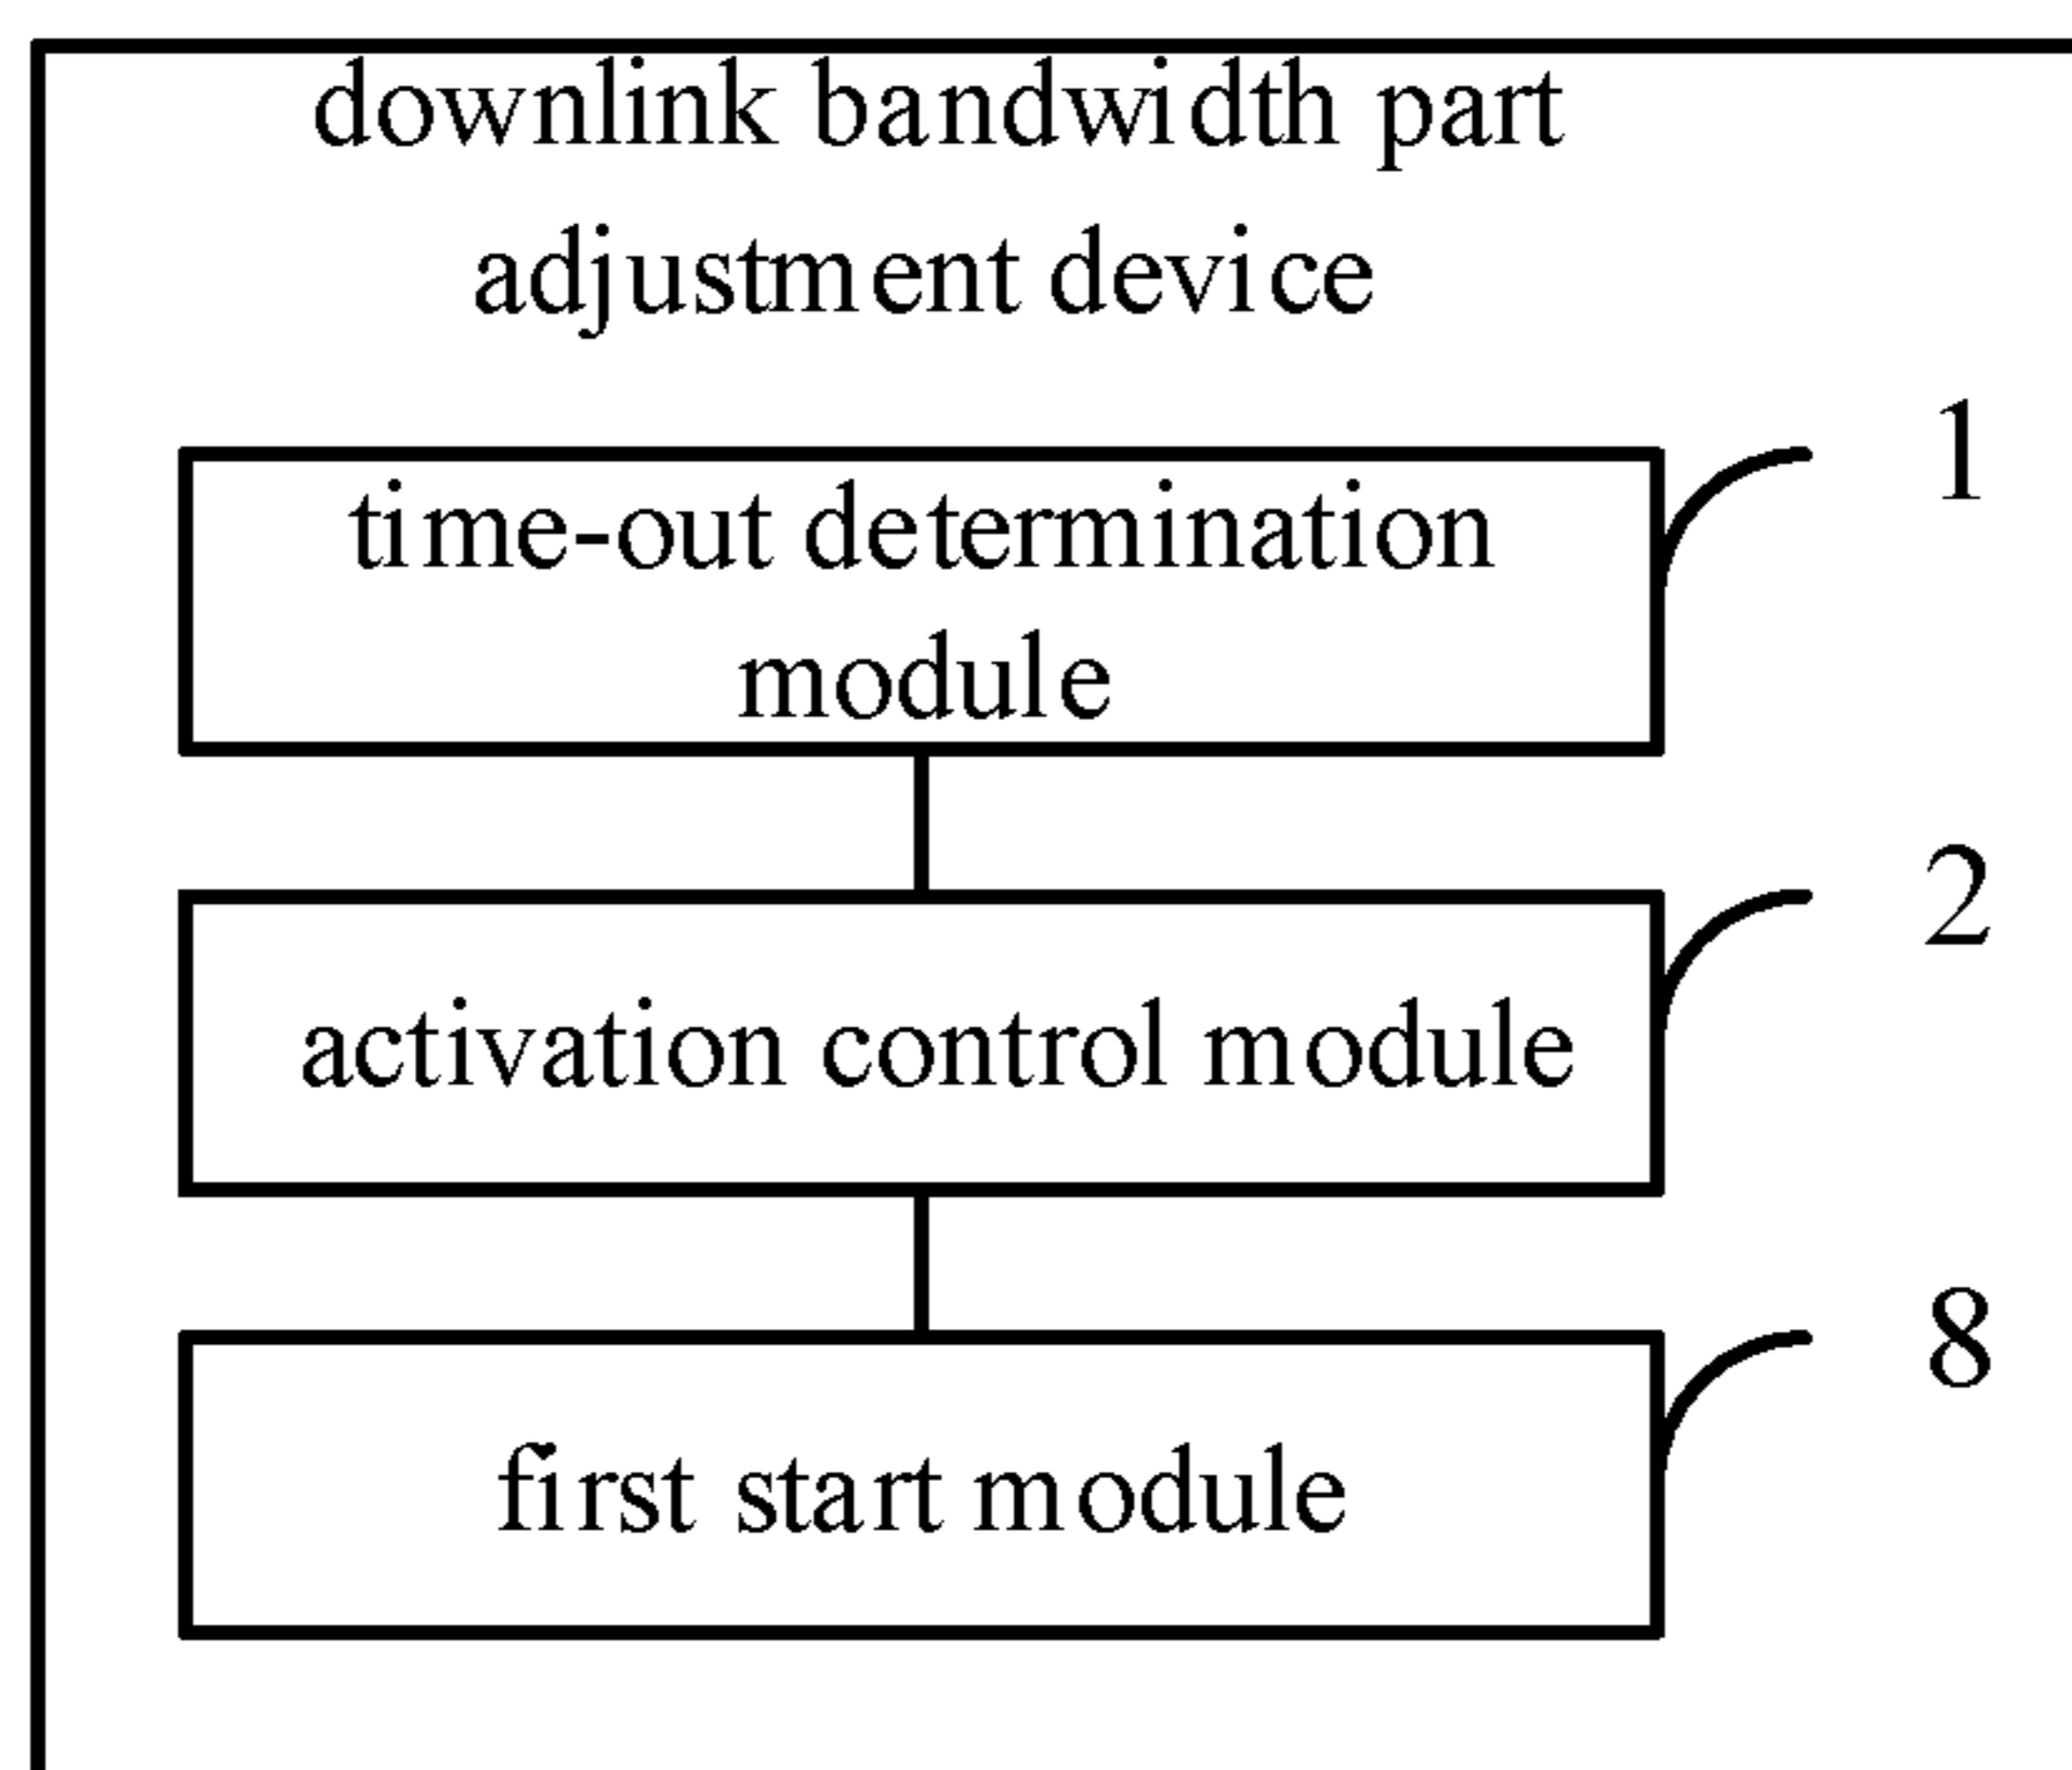 downlink bandwidth part
adjustment device
1
time-out determination
module
2
activation control module
8
first start module